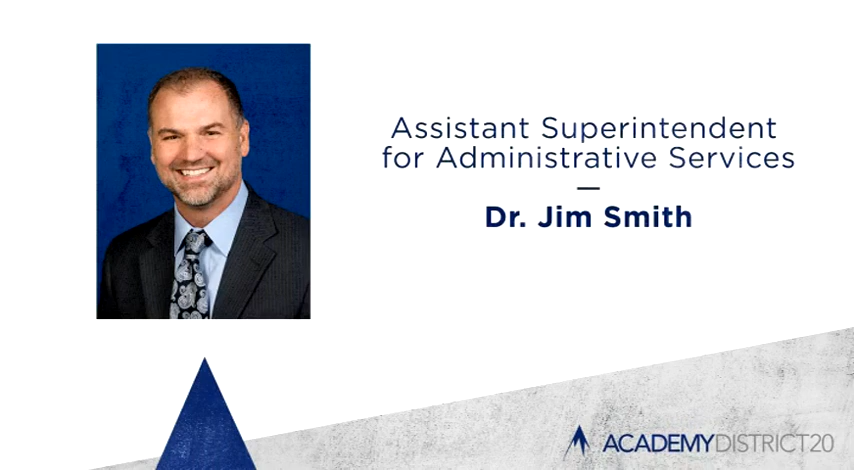 Assistant Superintendent
for Administrative Services
Dr. Jim Smith
ACADEMYDISTRICT20